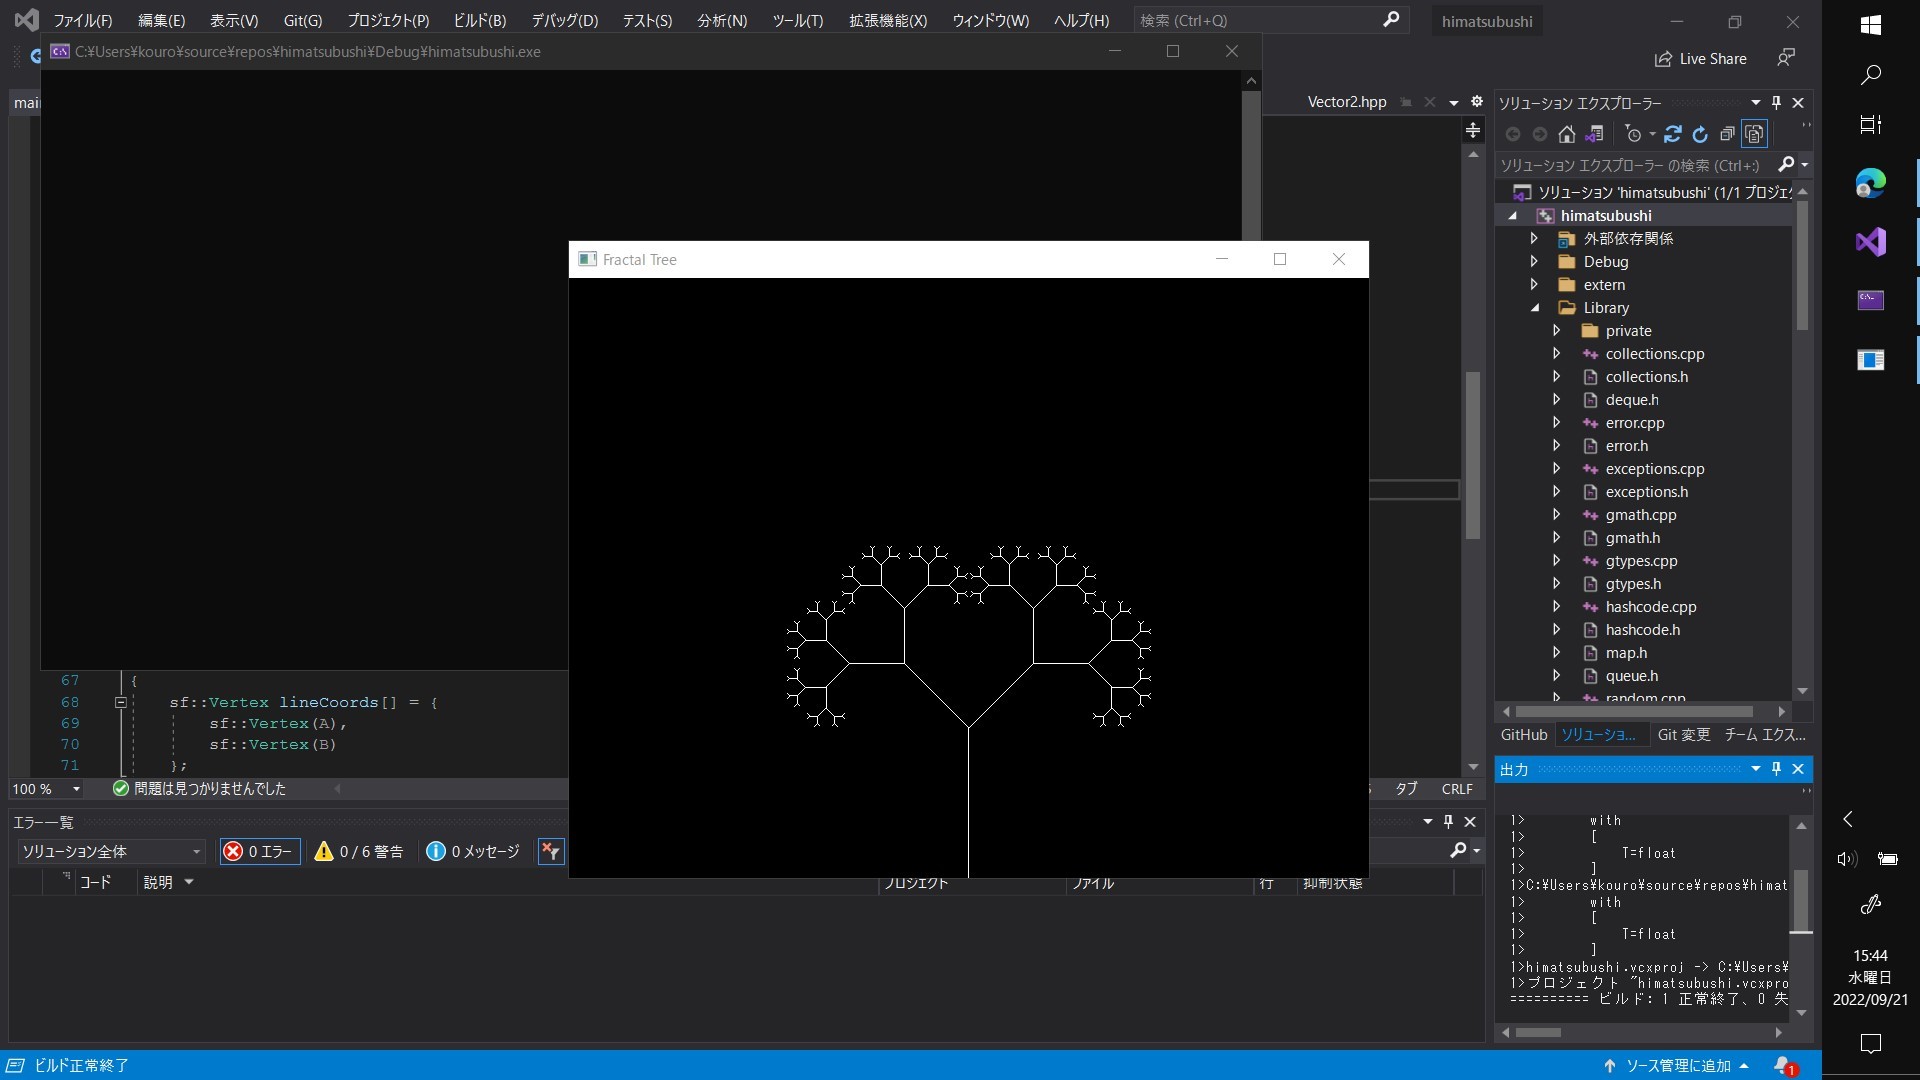 ファイル(F) 編集(E) 表示(V) Git(G) プロジェクト(P) ビルド(B) デバッグ(D) テスト(S) 分析(N) ツール(T) 拡張機能(X) ウィンドウ(W) ヘルプ(H) 検索 (Ctrl+Q) himatsubushi
C:¥Users¥kouro¥source¥repos¥himatsubushi¥Debug¥himatsubushi.exe
Live Share
Vector2.hpp
Fractal Tree
67 {
68 sf::Vertex lineCoords[] = {
69 sf::Vertex(A),
70 sf::Vertex(B)
71 };
100 % 問題は見つかりませんでした タブ CRLF
エラー一覧
ソリューション全体 0 エラー 0 / 6 警告 0 メッセージ
コード 説明 プロジェクト ファイル 行 抑制状態
ソリューション エクスプローラー
ソリューション エクスプローラー の検索 (Ctrl+:)
ソリューション 'himatsubushi' (1/1 プロジェ
himatsubushi
外部依存関係
Debug
extern
Library
private
collections.cpp
collections.h
deque.h
error.cpp
error.h
exceptions.cpp
exceptions.h
gmath.cpp
gmath.h
gtypes.cpp
gtypes.h
hashcode.cpp
hashcode.h
map.h
queue.h
random.cpp
GitHub ソリューショ... Git 変更 チーム エクス...
出力
1> with
1> [
1> T=float
1> ]
1>C:¥Users¥kouro¥source¥repos¥himat
1> with
1> [
1> T=float
1> ]
1>himatsubushi.vcxproj -> C:¥Users¥
1>プロジェクト "himatsubushi.vcxpro
========== ビルド: 1 正常終了、0 失
ビルド正常終了
ソース管理に追加
1
15:44
水曜日
2022/09/21